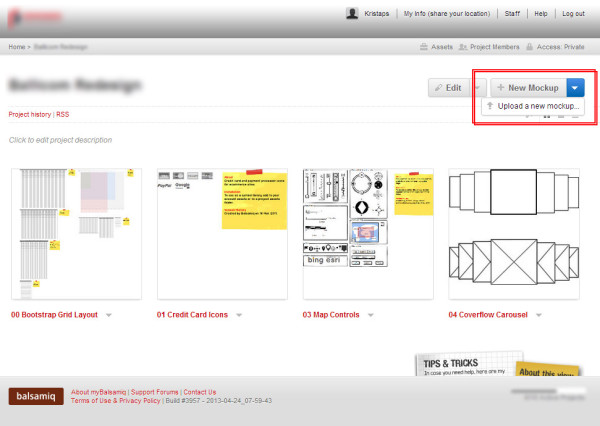 Kristaps | My info (share your location) | Staff | Help | Log out
Home >
Assets Project Members Access: Private
Edit
New Mockup
Upload a new mockup...
Project history | RSS
Click to edit project description
PayPal Google
About
Installation
bing esri
00 Bootstrap Grid Layout
01 Credit Card Icons
03 Map Controls
04 Coverflow Carousel
TIPS & TRICKS
In case you need help, here are my
About this view
balsamiq
About myBalsamiq | Support Forums | Contact Us
Terms of Use & Privacy Policy | Build #3957 - 2013-04-24_07-59-43